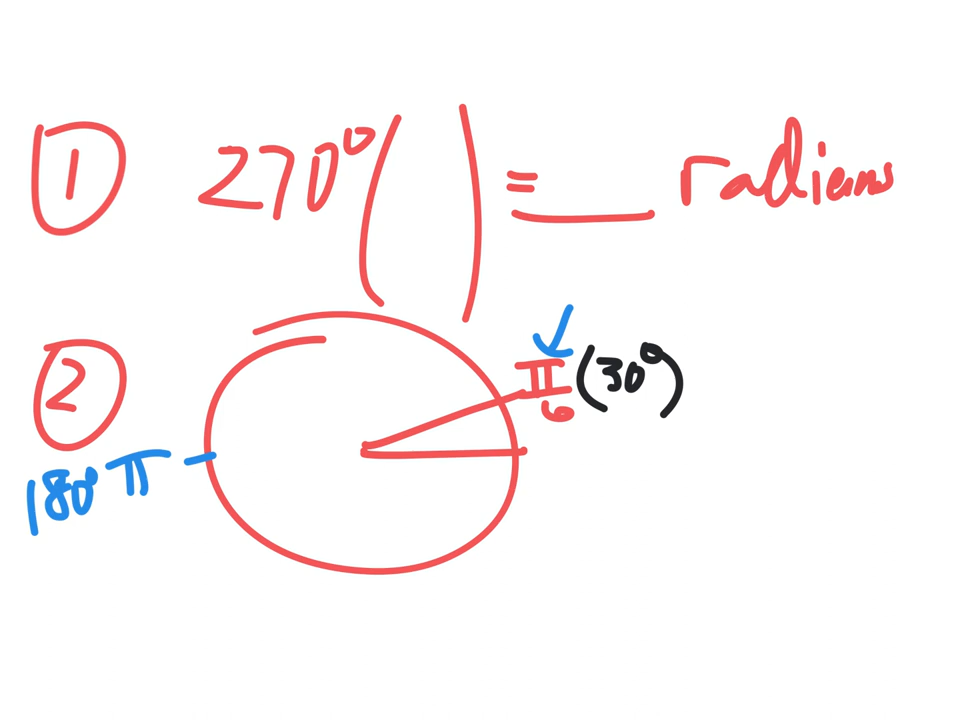 ① 270° ( ) = ___ radians
②
π/6 (30°)
180° π